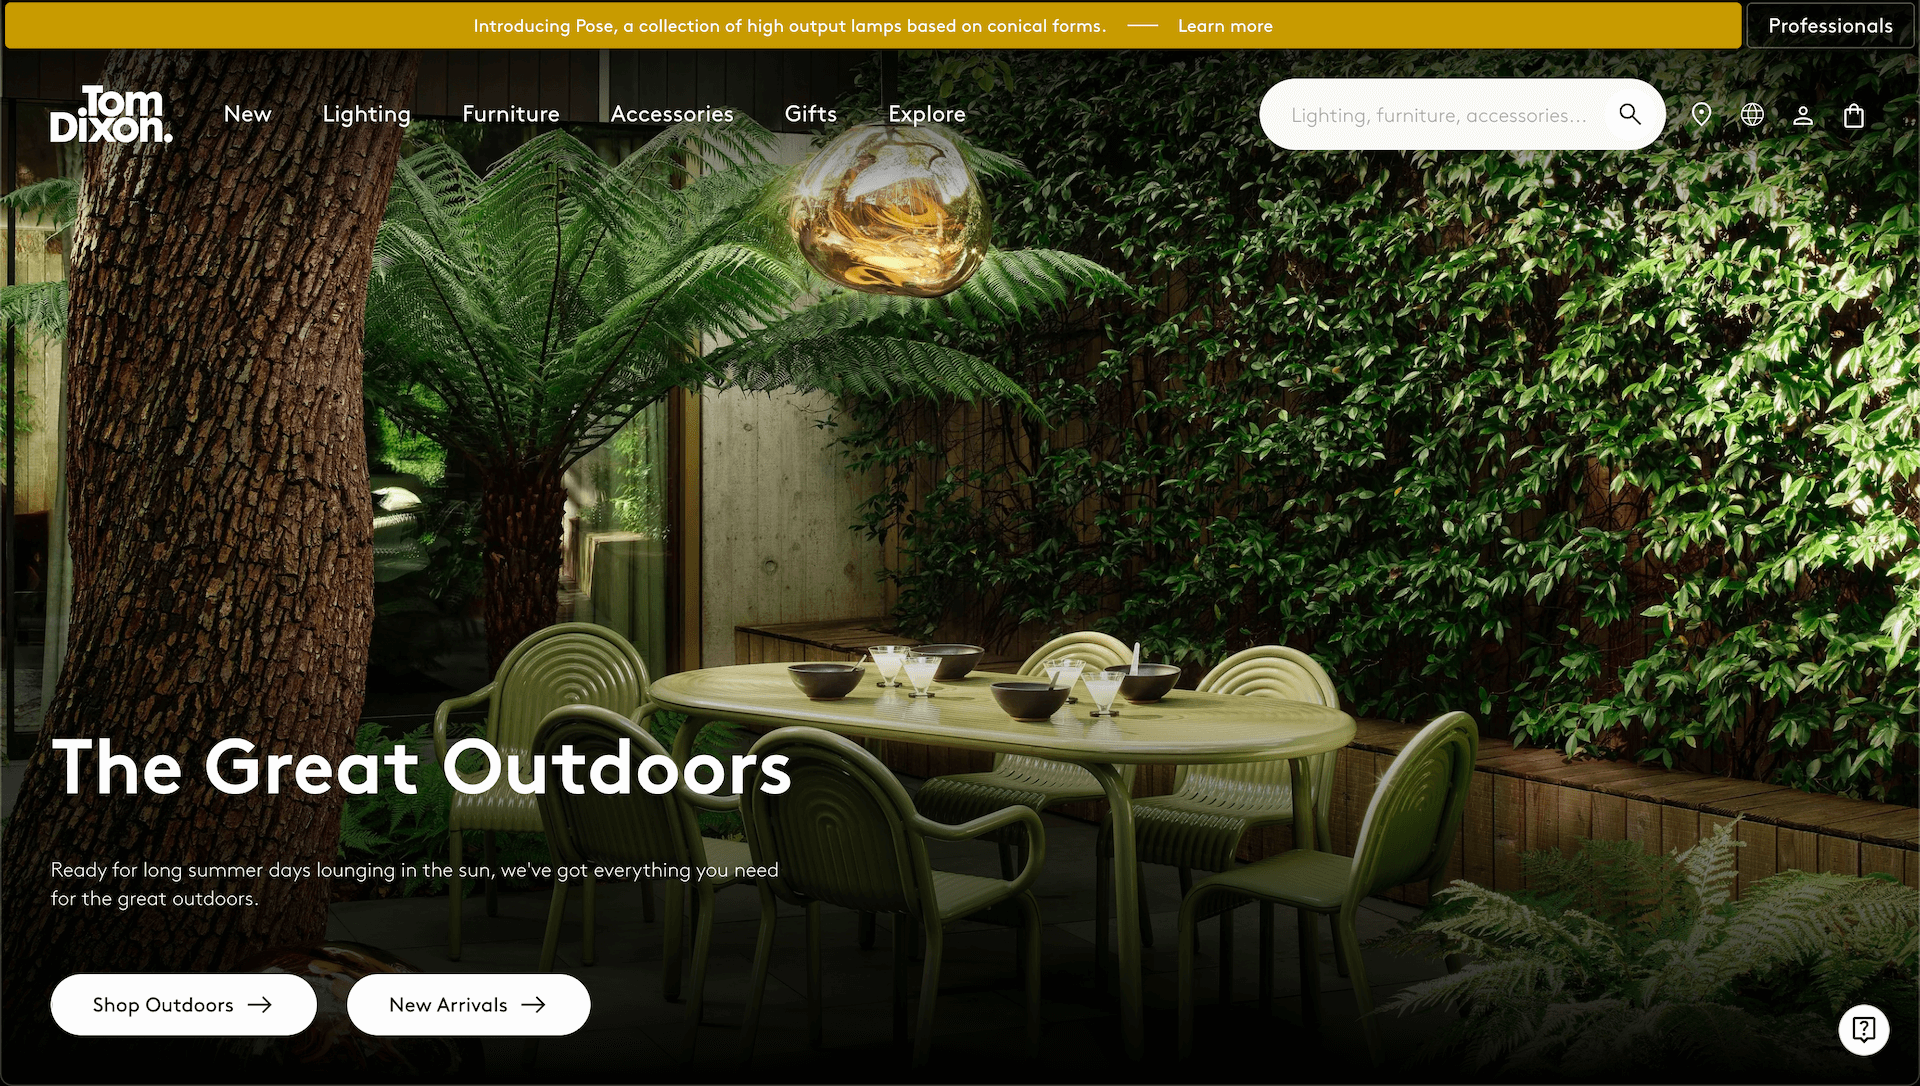 Introducing Pose, a collection of high output lamps based on conical forms. Learn more
Professionals
Tom
Dixon.
New Lighting Furniture Accessories Gifts Explore
Lighting, furniture, accessories...
The Great Outdoors
Ready for long summer days lounging in the sun, we've got everything you need
for the great outdoors.
Shop Outdoors
New Arrivals
?